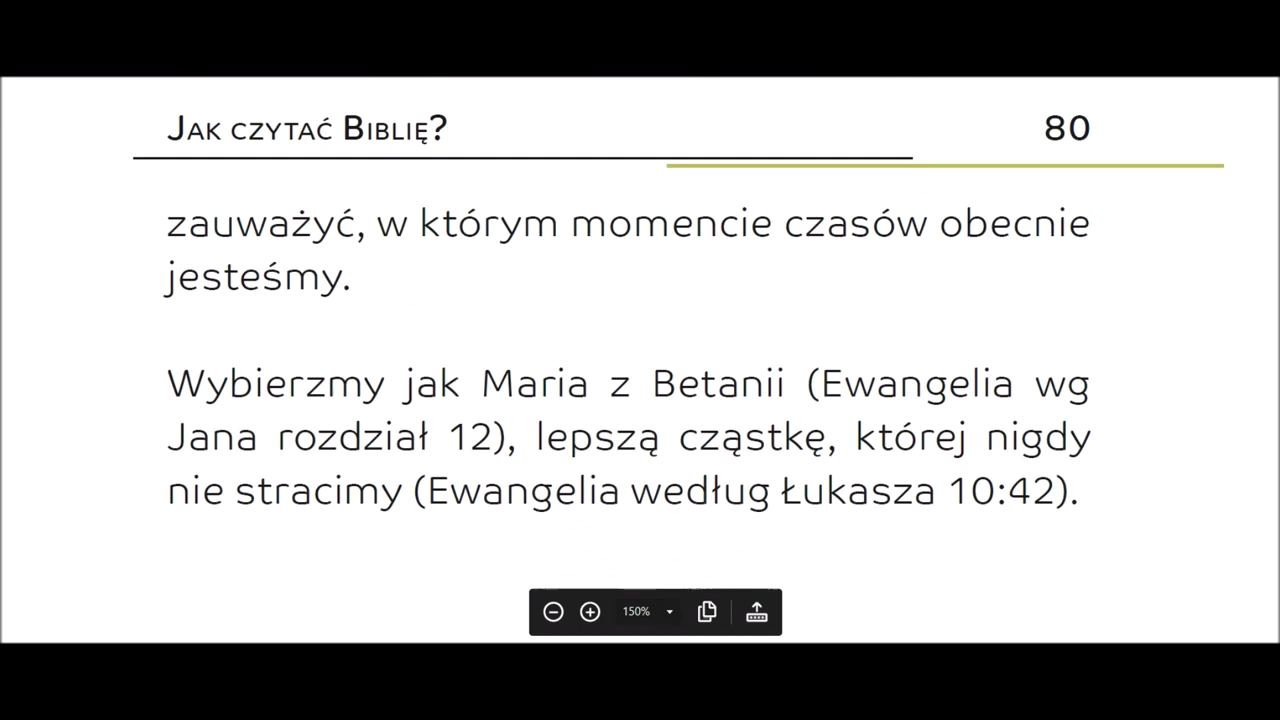 Jak czytać Biblię? 80
zauważyć, w którym momencie czasów obecnie
jesteśmy.
Wybierzmy jak Maria z Betanii (Ewangelia wg
Jana rozdział 12), lepszą cząstkę, której nigdy
nie stracimy (Ewangelia według Łukasza 10:42).
150%